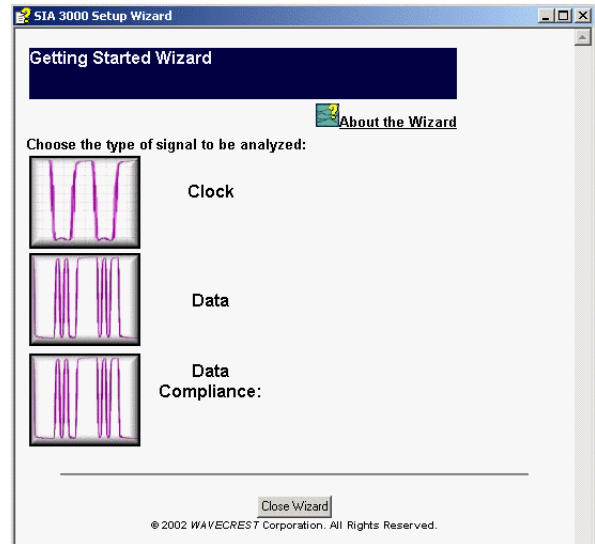 SIA 3000 Setup Wizard
Getting Started Wizard
About the Wizard
Choose the type of signal to be analyzed:
Clock
Data
Data
Compliance:
Close Wizard
© 2002 WAVECREST Corporation. All Rights Reserved.